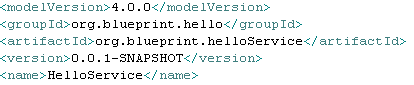 <modelVersion>4.0.0</modelVersion>
<groupId>org.blueprint.hello</groupId>
<artifactId>org.blueprint.helloService</artifactId>
<version>0.0.1-SNAPSHOT</version>
<name>HelloService</name>